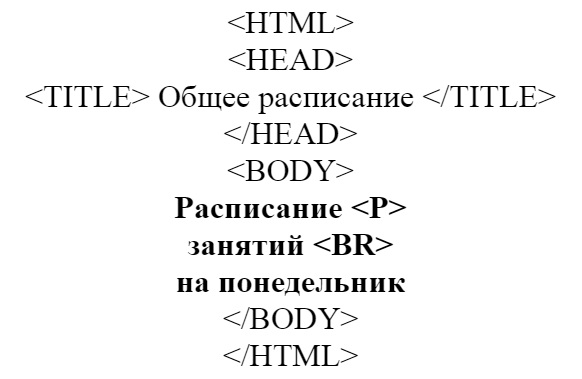 <HTML>
<HEAD>
<TITLE> Общее расписание </TITLE>
</HEAD>
<BODY>
Расписание <P>
занятий <BR>
на понедельник
</BODY>
</HTML>